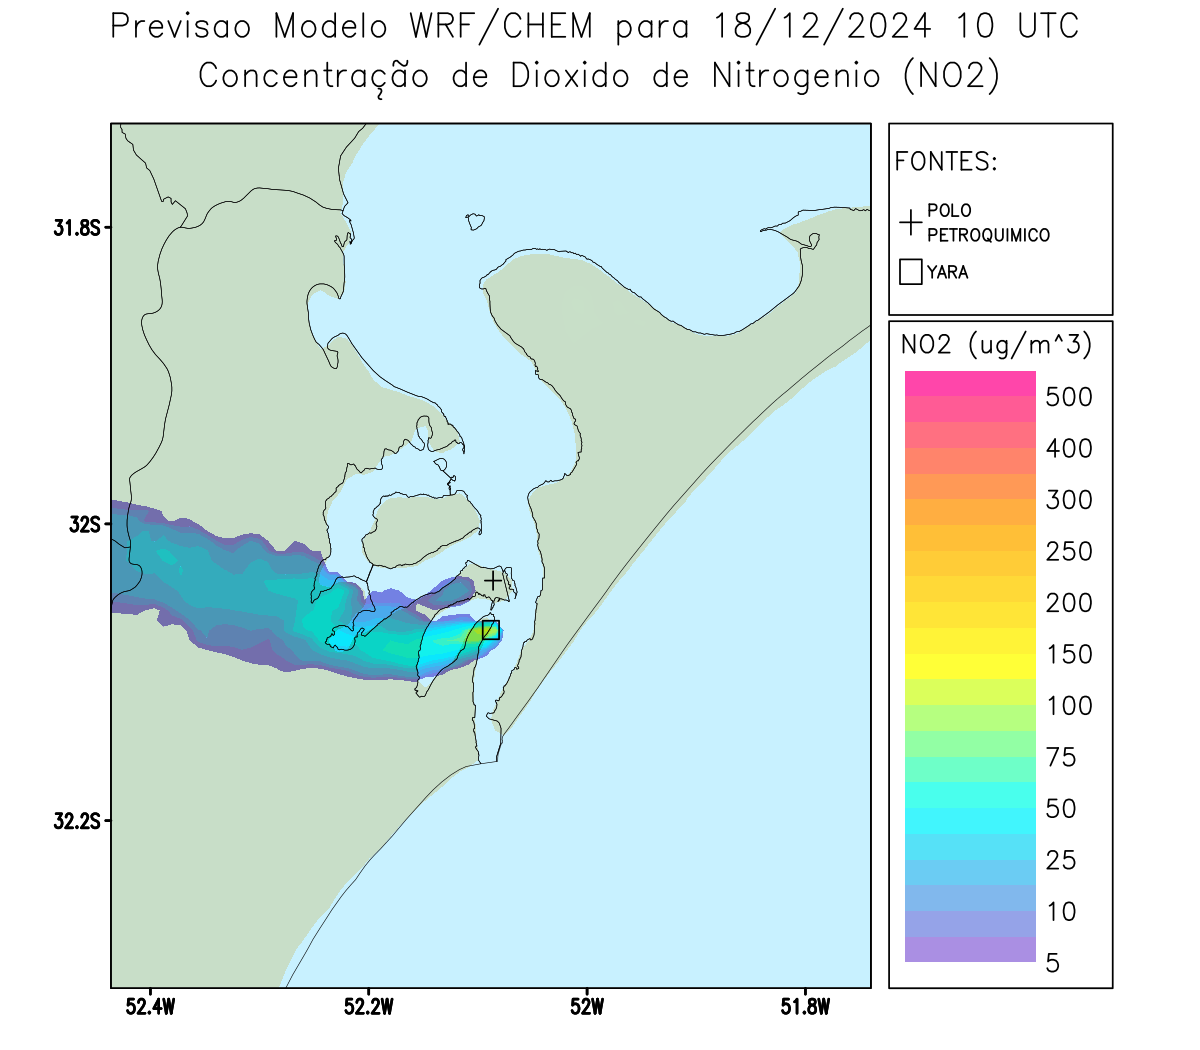 Previsao Modelo WRF/CHEM para 18/12/2024 10 UTC
Concentração de Dioxido de Nitrogenio (NO2)
FONTES:
POLO
PETROQUIMICO
YARA
31.8S
32S
32.2S
52.4W
52.2W
52W
51.8W
NO2 (ug/m^3)
500
400
300
250
200
150
100
75
50
25
10
5